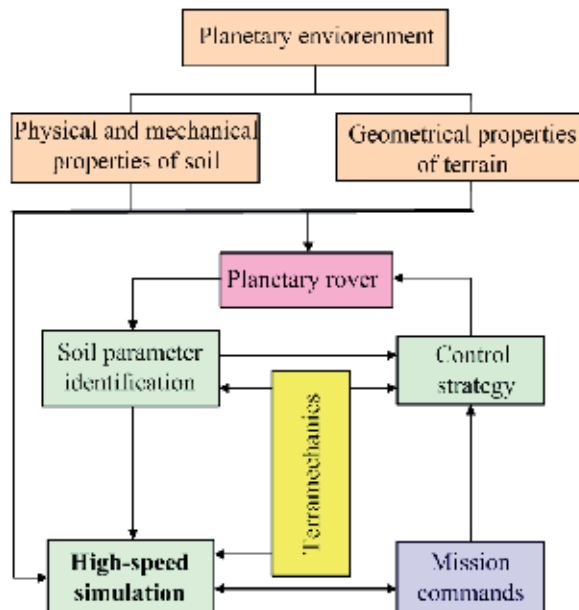 Planetary enviorenment
Physical and mechanical
properties of soil
Geometrical properties
of terrain
Planetary rover
Soil parameter
identification
Control
strategy
Terramechanics
High-speed
simulation
Mission
commands